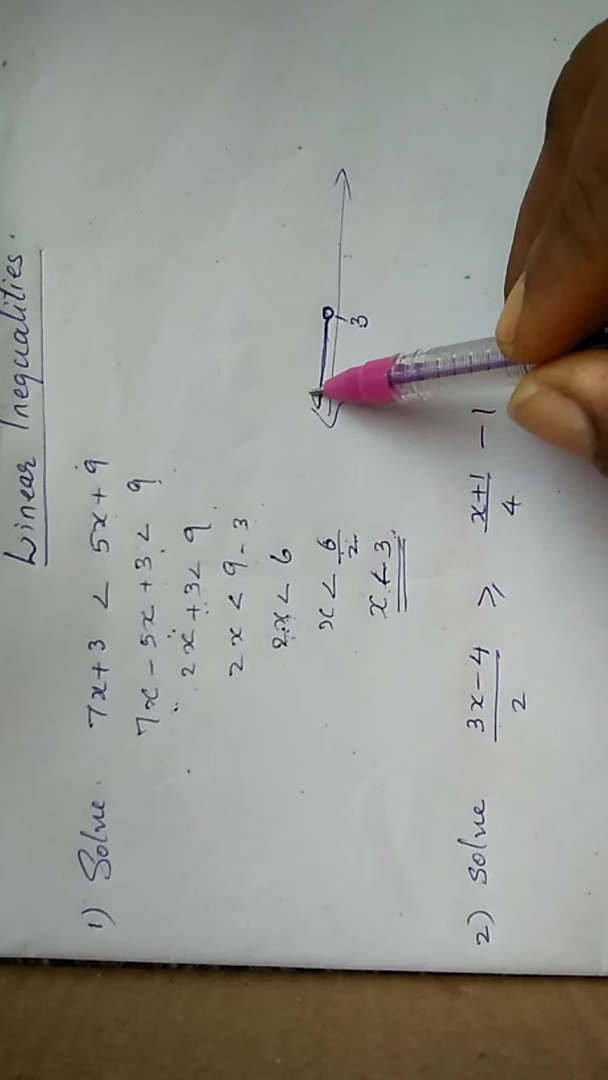 Linear Inequalities.
1) Solve. 7x+3 < 5x+9
7x-5x+3 < 9
2x+3 < 9
2x < 9-3
2x < 6
x < 6/2
x < 3
3
2) Solve (3x-4)/2 ≥ (x+1)/4 - 1